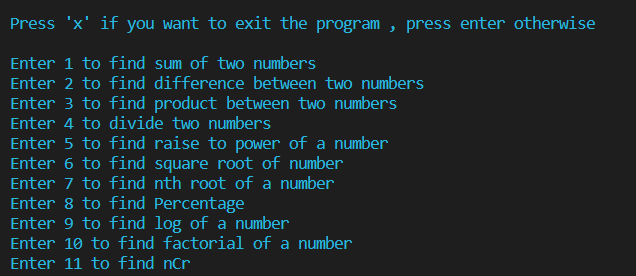 Press 'x' if you want to exit the program , press enter otherwise
Enter 1 to find sum of two numbers
Enter 2 to find difference between two numbers
Enter 3 to find product between two numbers
Enter 4 to divide two numbers
Enter 5 to find raise to power of a number
Enter 6 to find square root of number
Enter 7 to find nth root of a number
Enter 8 to find Percentage
Enter 9 to find log of a number
Enter 10 to find factorial of a number
Enter 11 to find nCr